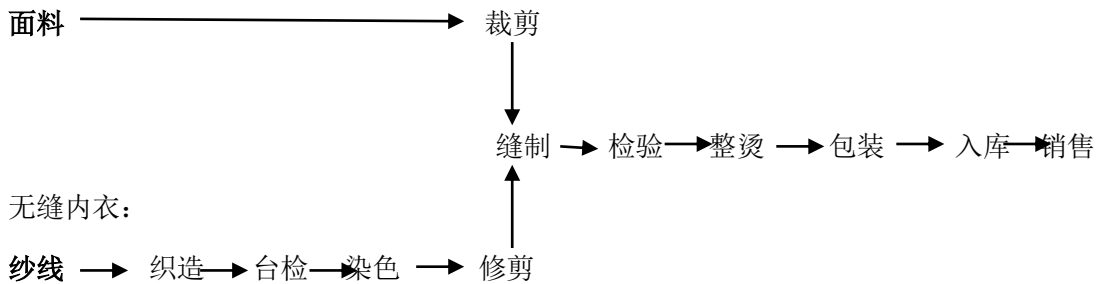 面料 裁剪
缝制 检验 整烫 包装 入库 销售
无缝内衣：
纱线 织造 台检 染色 修剪